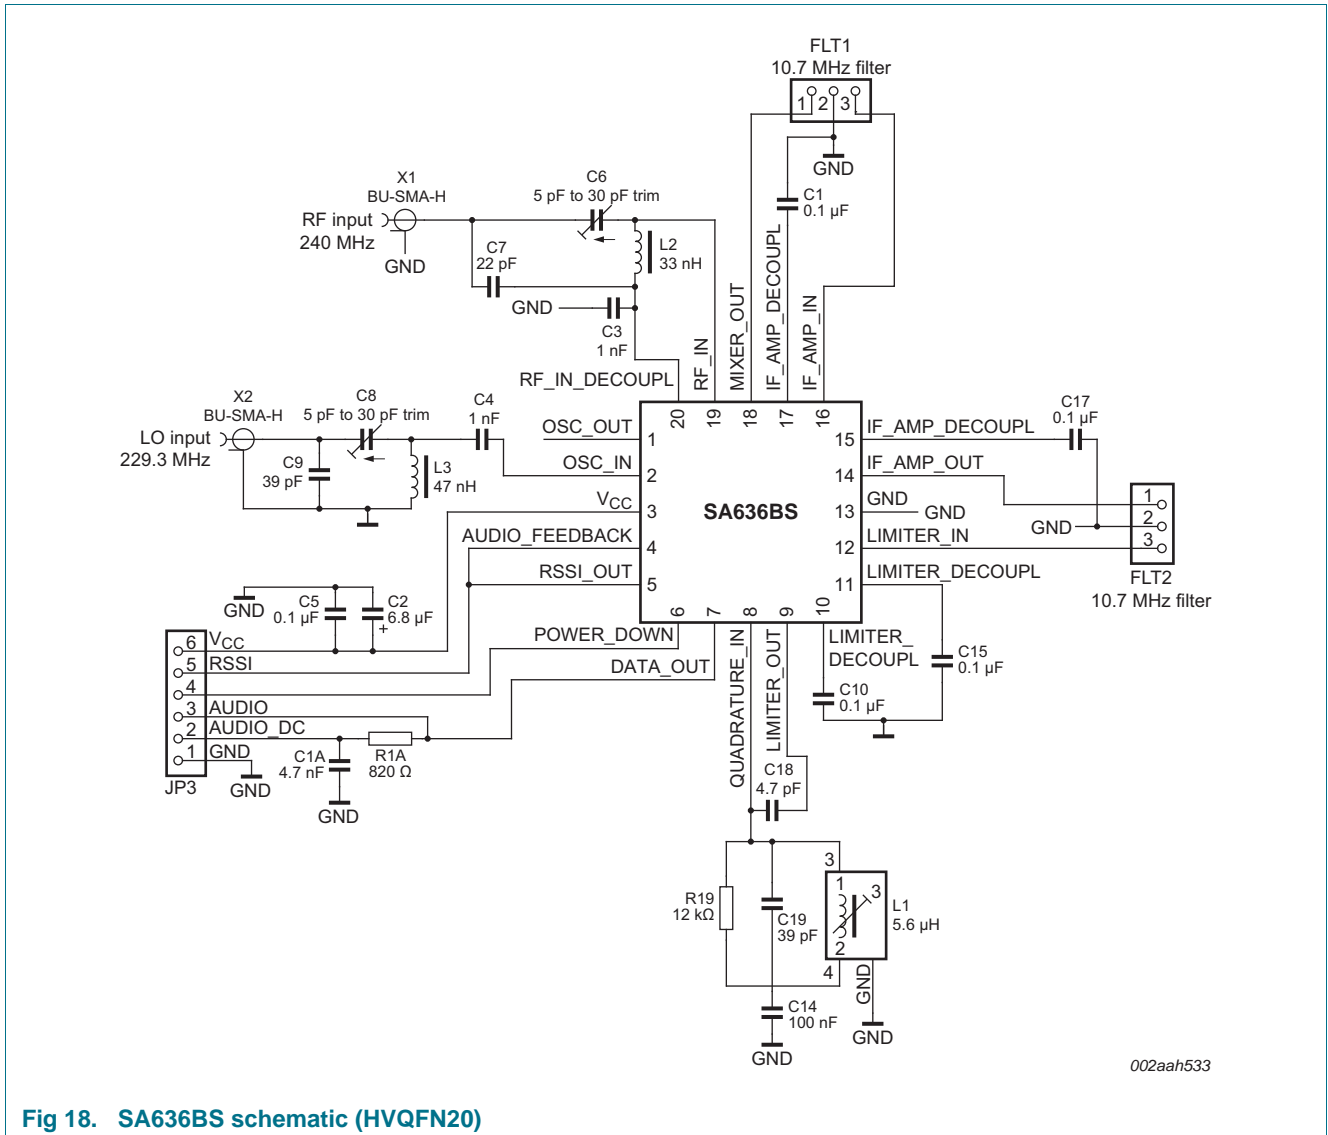 FLT1
10.7 MHz filter
1 2 3
GND
C1
0.1 µF
X1
BU-SMA-H
RF input
240 MHz
GND
C6
5 pF to 30 pF trim
C7
22 pF
L2
33 nH
GND
C3
1 nF
RF_IN_DECOUPL
RF_IN
MIXER_OUT
IF_AMP_DECOUPL
IF_AMP_IN
X2
BU-SMA-H
LO input
229.3 MHz
C8
5 pF to 30 pF trim
C4
1 nF
C9
39 pF
L3
47 nH
20 19 18 17 16
OSC_OUT
1
OSC_IN
2
VCC
3
AUDIO_FEEDBACK
4
RSSI_OUT
5
SA636BS
15
IF_AMP_DECOUPL
14
IF_AMP_OUT
13
GND
GND
12
LIMITER_IN
11
LIMITER_DECOUPL
C17
0.1 µF
GND
1
2
3
FLT2
10.7 MHz filter
6 7 8 9 10
POWER_DOWN
DATA_OUT
QUADRATURE_IN
LIMITER_OUT
LIMITER_
DECOUPL
C15
0.1 µF
C10
0.1 µF
GND
C5
0.1 µF
C2
6.8 µF
+
6 VCC
5 RSSI
4
3 AUDIO
2 AUDIO_DC
1 GND
JP3
GND
C1A
4.7 nF
GND
R1A
820 Ω
C18
4.7 pF
R19
12 kΩ
C19
39 pF
3
1
3
2
4
L1
5.6 µH
GND
GND
C14
100 nF
GND
002aah533
Fig 18. SA636BS schematic (HVQFN20)